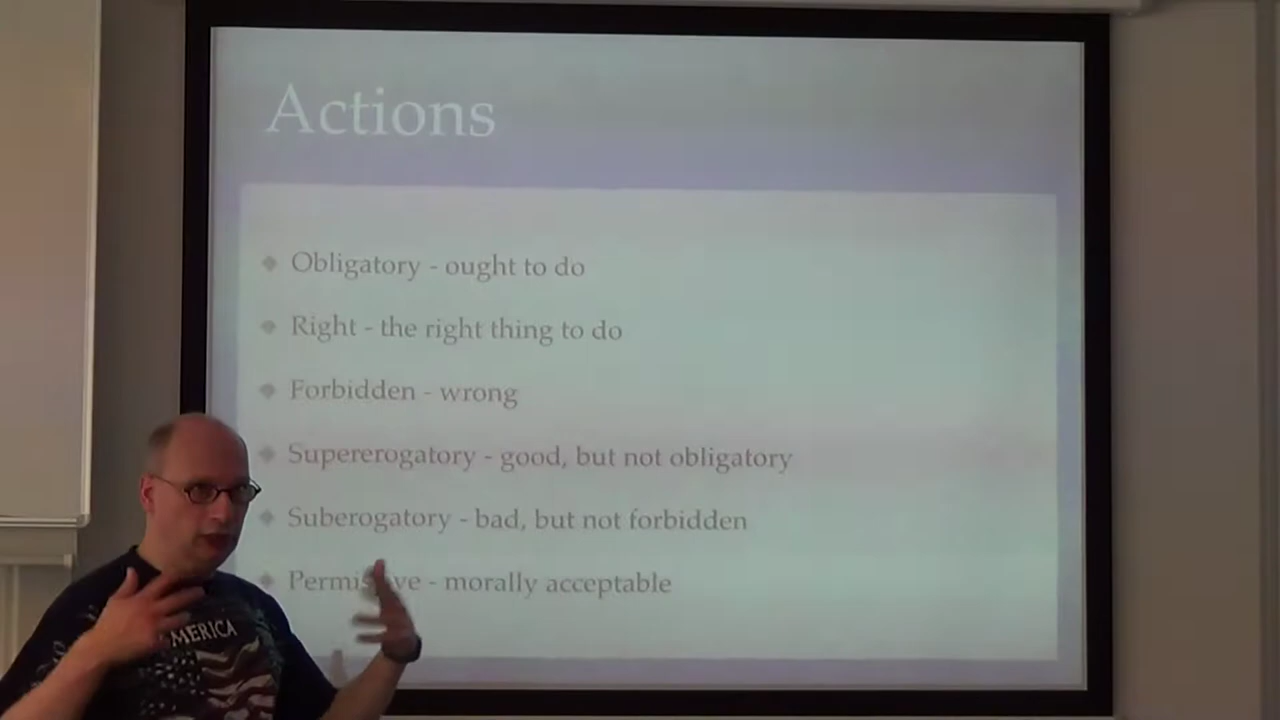 Actions
Obligatory - ought to do
Right - the right thing to do
Forbidden - wrong
Supererogatory - good, but not obligatory
Suberogatory - bad, but not forbidden
Permissive - morally acceptable
MERICA